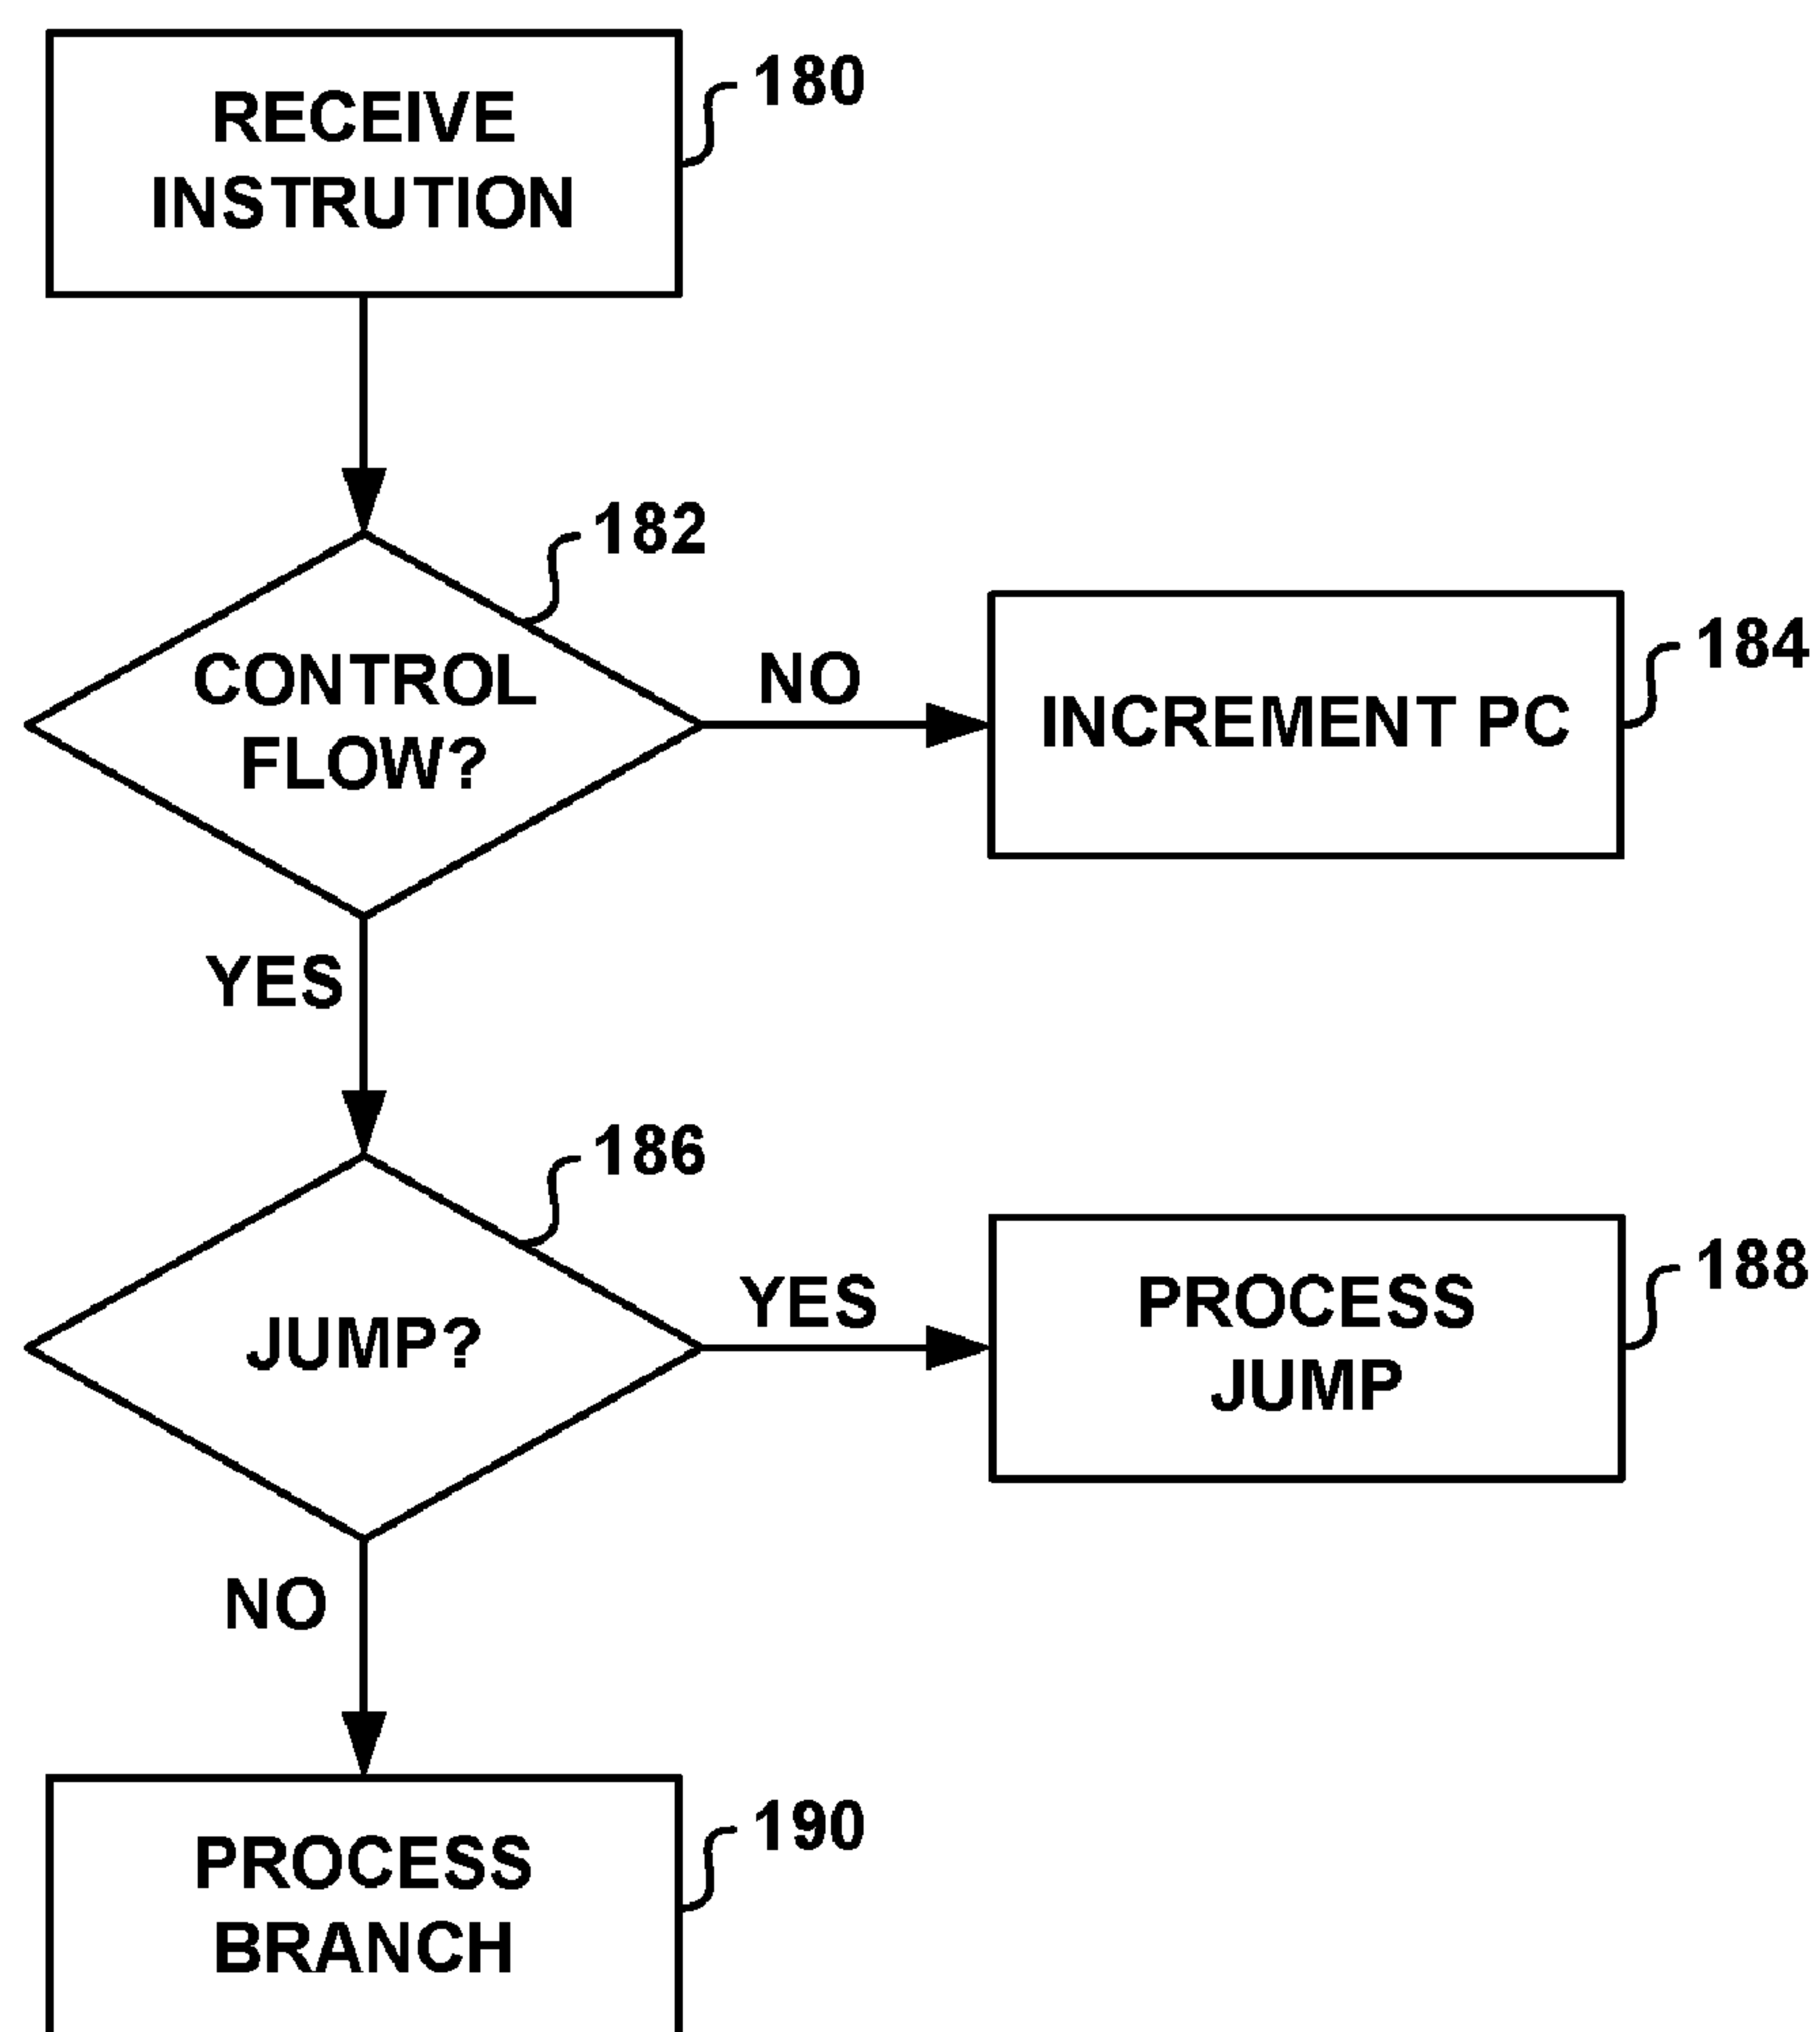 RECEIVE
INSTRUTION
180
182
CONTROL
FLOW?
NO
INCREMENT PC
184
YES
186
JUMP?
YES
PROCESS
JUMP
188
NO
PROCESS
BRANCH
190